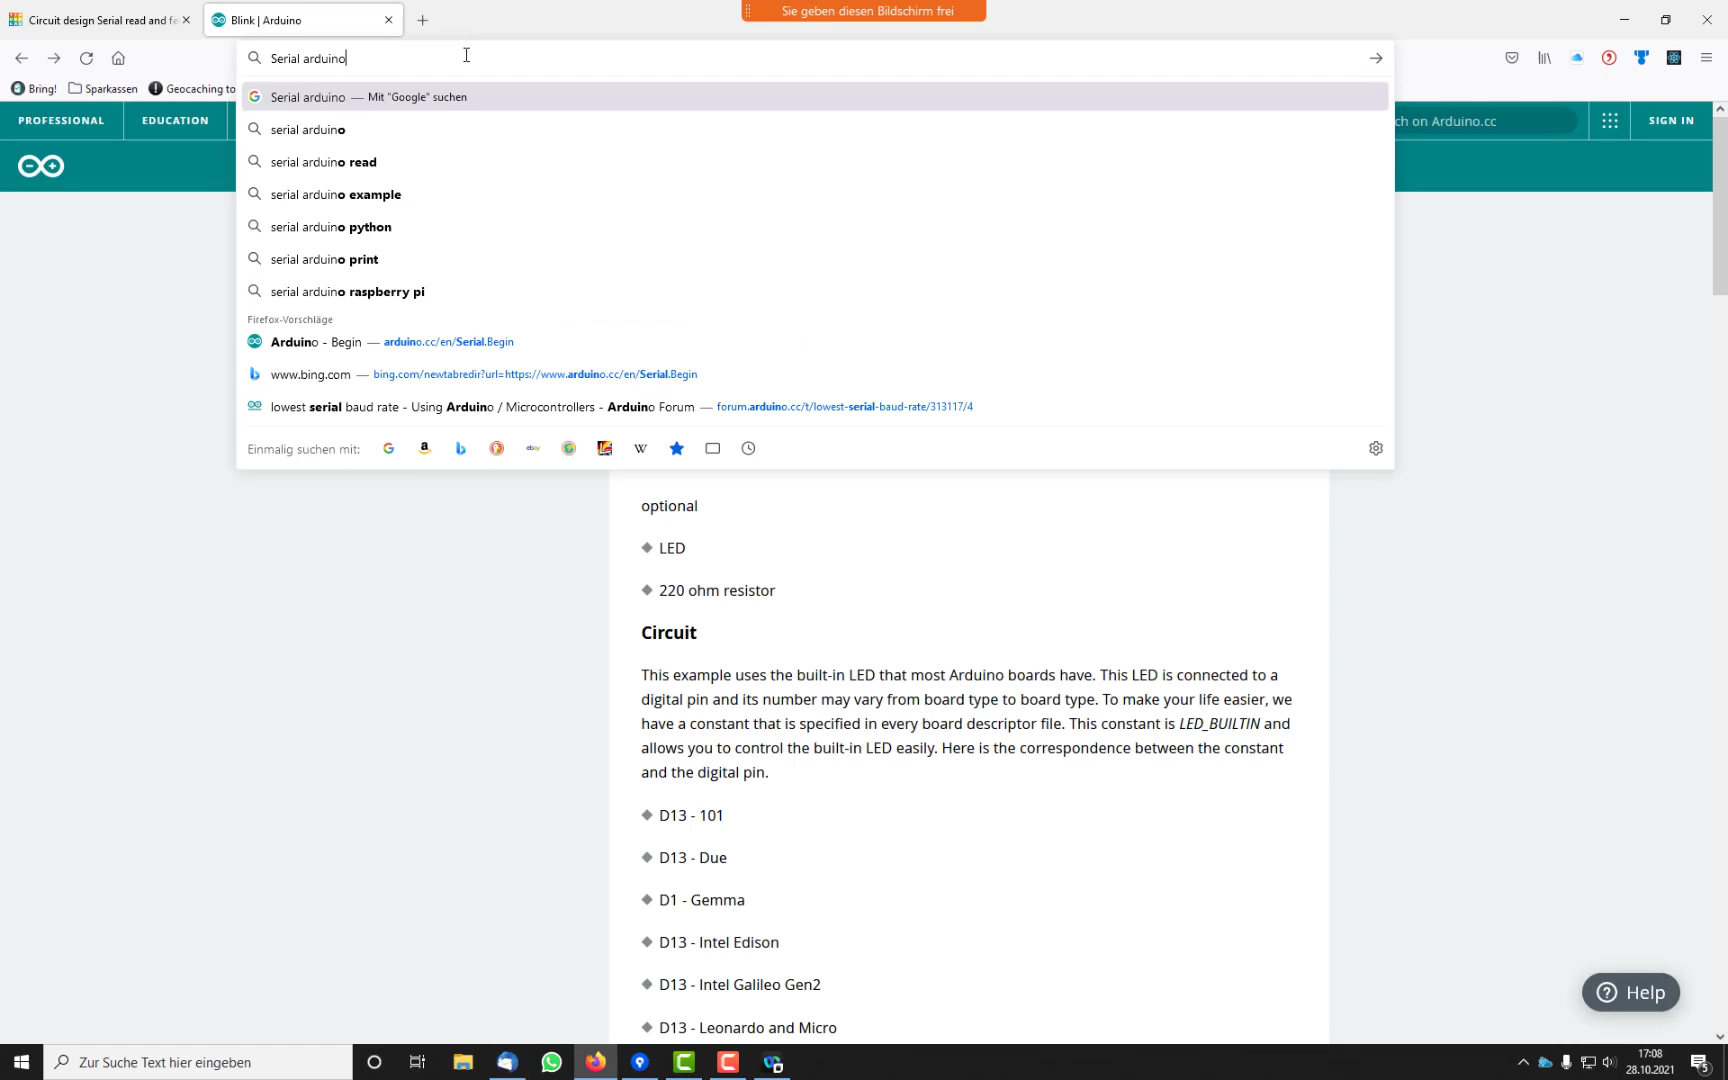 Circuit design Serial read and fe
Blink | Arduino
Sie geben diesen Bildschirm frei
Serial arduino
Bring!
Sparkassen
Geocaching to
Serial arduino — Mit "Google" suchen
serial arduino
serial arduino read
serial arduino example
serial arduino python
serial arduino print
serial arduino raspberry pi
Firefox-Vorschläge
Arduino - Begin — arduino.cc/en/Serial.Begin
www.bing.com — bing.com/newtabredir?url=https://www.arduino.cc/en/Serial.Begin
lowest serial baud rate - Using Arduino / Microcontrollers - Arduino Forum — forum.arduino.cc/t/lowest-serial-baud-rate/313117/4
Einmalig suchen mit:
PROFESSIONAL
EDUCATION
ch on Arduino.cc
SIGN IN
optional
LED
220 ohm resistor
Circuit
This example uses the built-in LED that most Arduino boards have. This LED is connected to a
digital pin and its number may vary from board type to board type. To make your life easier, we
have a constant that is specified in every board descriptor file. This constant is LED_BUILTIN and
allows you to control the built-in LED easily. Here is the correspondence between the constant
and the digital pin.
D13 - 101
D13 - Due
D1 - Gemma
D13 - Intel Edison
D13 - Intel Galileo Gen2
D13 - Leonardo and Micro
Help
Zur Suche Text hier eingeben
17:08
28.10.2021
5